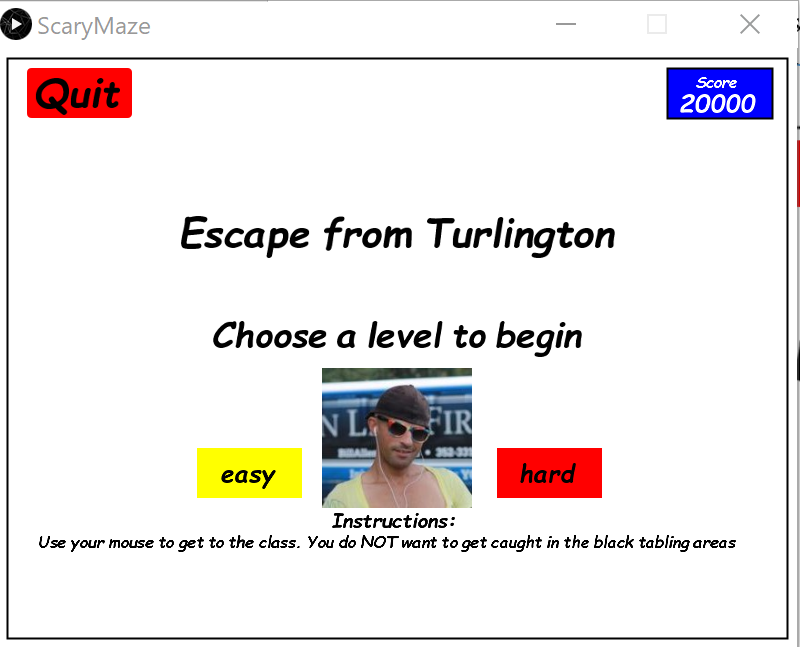 ScaryMaze
Quit
Score
20000
Escape from Turlington
Choose a level to begin
easy
hard
Instructions:
Use your mouse to get to the class. You do NOT want to get caught in the black tabling areas